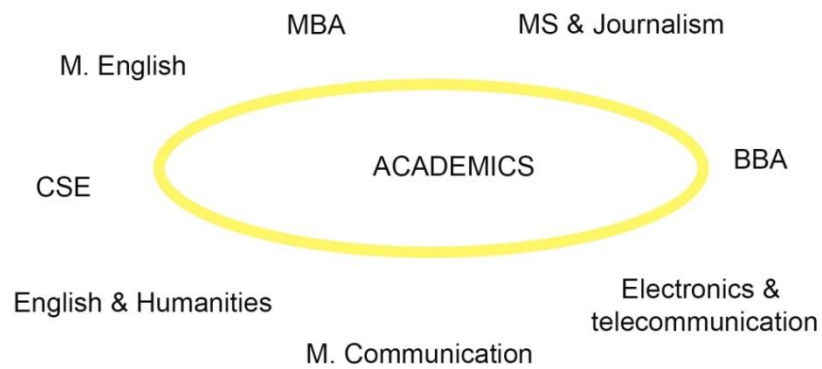 MBA
MS & Journalism
M. English
ACADEMICS
BBA
CSE
English & Humanities
Electronics &
telecommunication
M. Communication